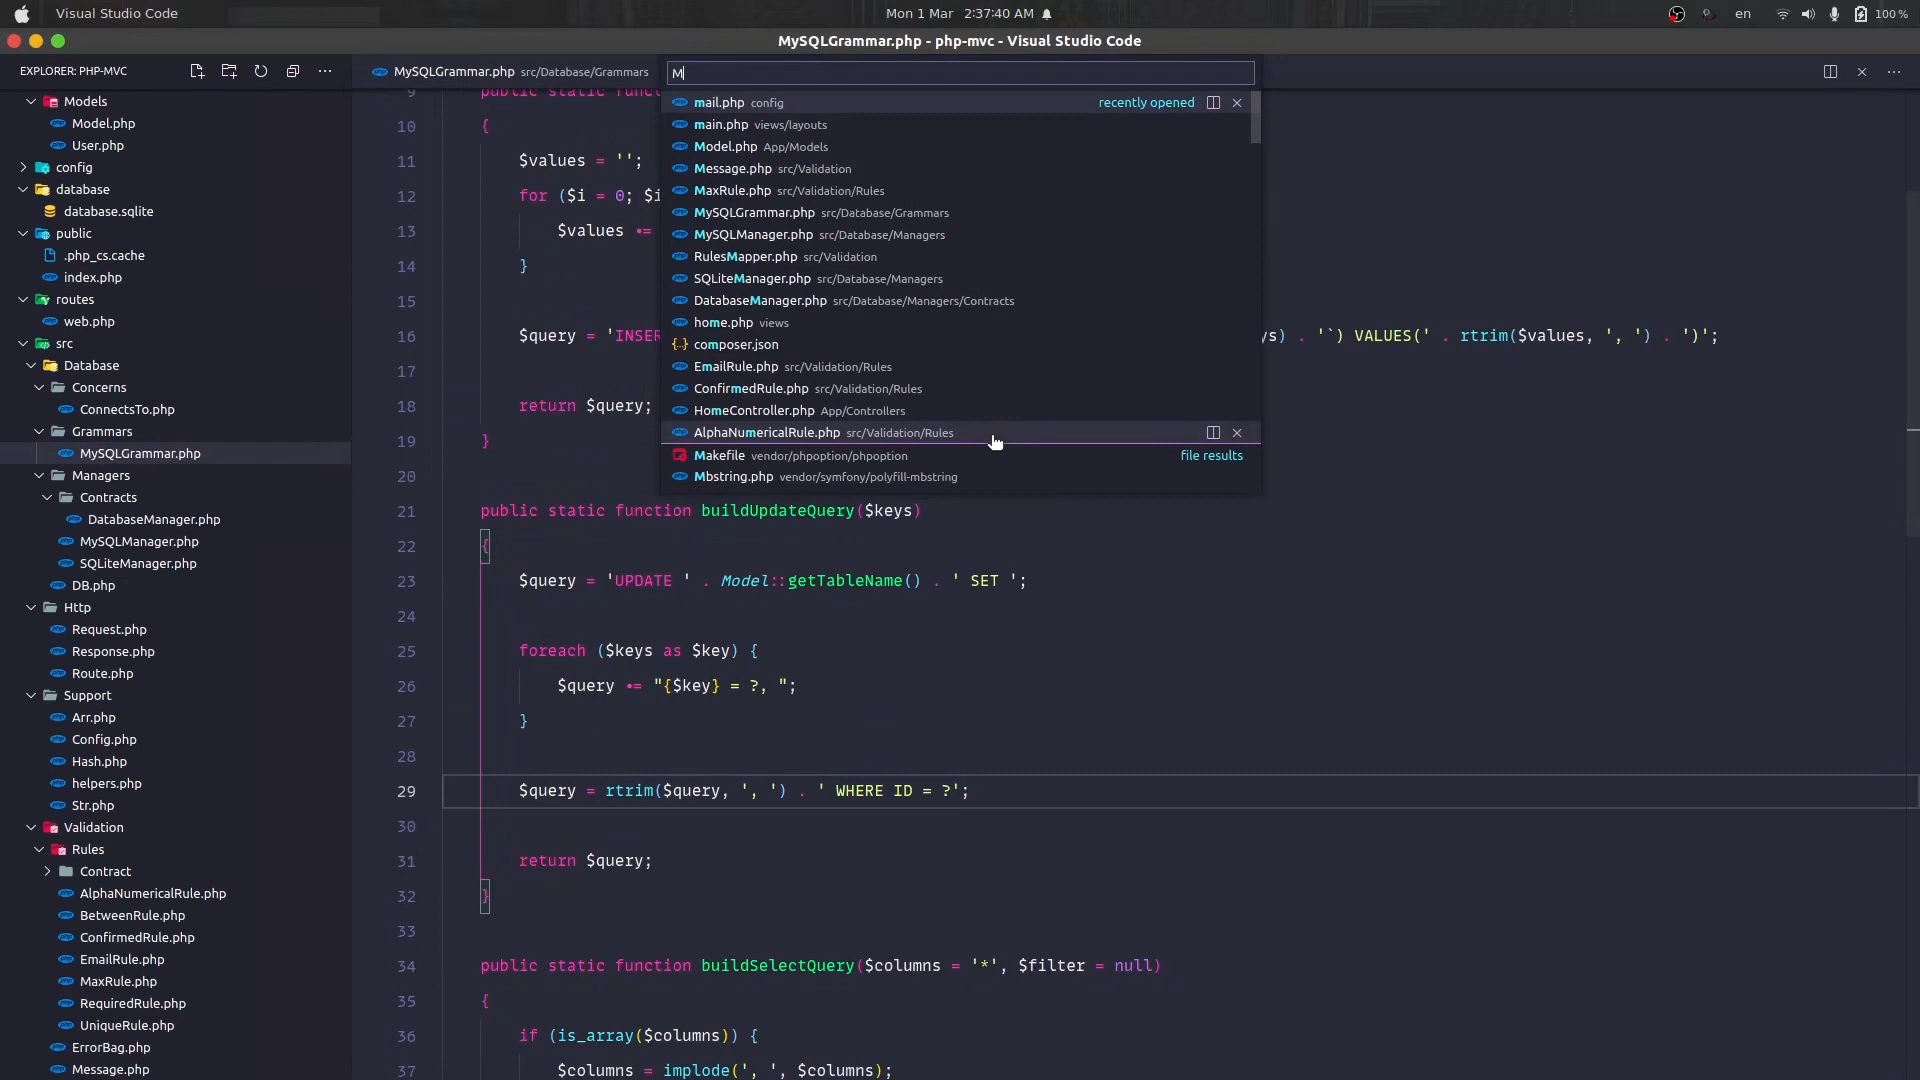 Visual Studio Code
Mon 1 Mar 2:37:40 AM
en
100 %
MySQLGrammar.php - php-mvc - Visual Studio Code
EXPLORER: PHP-MVC
Models
Model.php
User.php
config
database
database.sqlite
public
.php_cs.cache
index.php
routes
web.php
src
Database
Concerns
ConnectsTo.php
Grammars
MySQLGrammar.php
Managers
Contracts
DatabaseManager.php
MySQLManager.php
SQLiteManager.php
DB.php
Http
Request.php
Response.php
Route.php
Support
Arr.php
Config.php
Hash.php
helpers.php
Str.php
Validation
Rules
Contract
AlphaNumericalRule.php
BetweenRule.php
ConfirmedRule.php
EmailRule.php
MaxRule.php
RequiredRule.php
UniqueRule.php
ErrorBag.php
Message.php
MySQLGrammar.php src/Database/Grammars
M
mail.php config recently opened
main.php views/layouts
Model.php App/Models
Message.php src/Validation
MaxRule.php src/Validation/Rules
MySQLGrammar.php src/Database/Grammars
MySQLManager.php src/Database/Managers
RulesMapper.php src/Validation
SQLiteManager.php src/Database/Managers
DatabaseManager.php src/Database/Managers/Contracts
home.php views
{..} composer.json
EmailRule.php src/Validation/Rules
ConfirmedRule.php src/Validation/Rules
HomeController.php App/Controllers
AlphaNumericalRule.php src/Validation/Rules
Makefile vendor/phpoption/phpoption file results
Mbstring.php vendor/symfony/polyfill-mbstring
9 public static func
10 {
11 $values = '';
12 for ($i = 0; $i
13 $values .=
14 }
15
16 $query = 'INSER ys) . '`) VALUES(' . rtrim($values, ', ') . ')';
17
18 return $query;
19 }
20
21 public static function buildUpdateQuery($keys)
22 {
23 $query = 'UPDATE ' . Model::getTableName() . ' SET ';
24
25 foreach ($keys as $key) {
26 $query .= "{$key} = ?, ";
27 }
28
29 $query = rtrim($query, ', ') . ' WHERE ID = ?';
30
31 return $query;
32 }
33
34 public static function buildSelectQuery($columns = '*', $filter = null)
35 {
36 if (is_array($columns)) {
37 $columns = implode(', ', $columns);